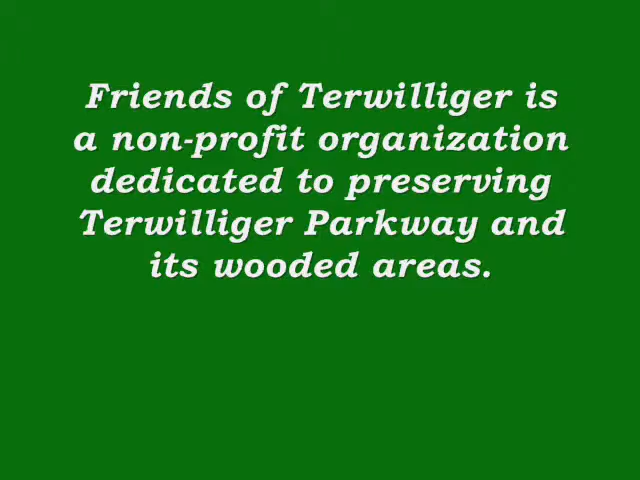 Friends of Terwilliger is
a non-profit organization
dedicated to preserving
Terwilliger Parkway and
its wooded areas.